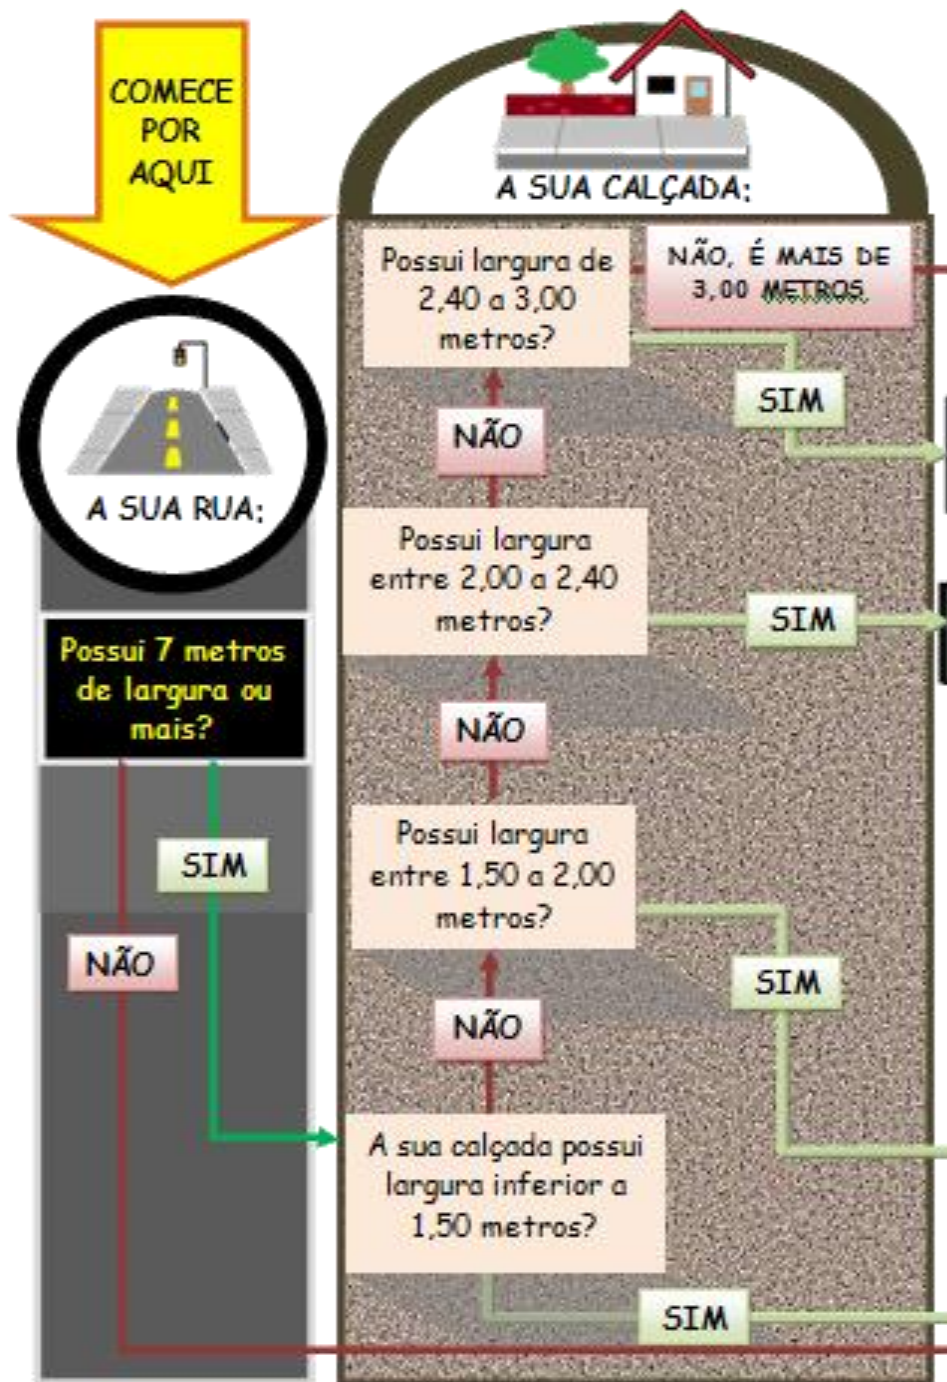 COMECE
POR
AQUI
A SUA RUA:
Possui 7 metros
de largura ou
mais?
SIM
NÃO
A SUA CALÇADA:
Possui largura de
2,40 a 3,00
metros?
NÃO, É MAIS DE
3,00 METROS
SIM
NÃO
Possui largura
entre 2,00 a 2,40
metros?
SIM
NÃO
Possui largura
entre 1,50 a 2,00
metros?
SIM
NÃO
A sua calçada possui
largura inferior a
1,50 metros?
SIM